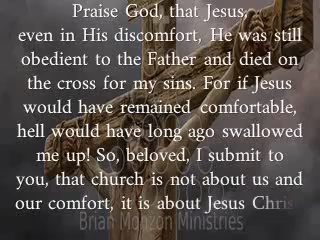 Praise God, that Jesus,
even in His discomfort, He was still
obedient to the Father and died on
the cross for my sins. For if Jesus
would have remained comfortable,
hell would have long ago swallowed
me up! So, beloved, I submit to
you, that church is not about us and
our comfort, it is about Jesus Chris
Brian Monzon Ministries